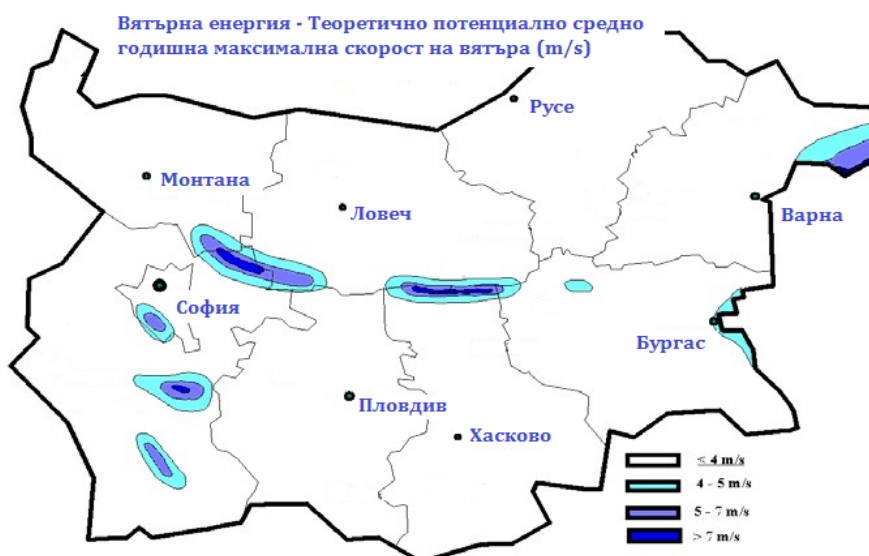 Вятърна енергия - Теоретично потенциално средно
годишна максимална скорост на вятъра (m/s)
Русе
Монтана
Ловеч
Варна
София
Бургас
Пловдив
Хасково
≤ 4 m/s
4 - 5 m/s
5 - 7 m/s
> 7 m/s